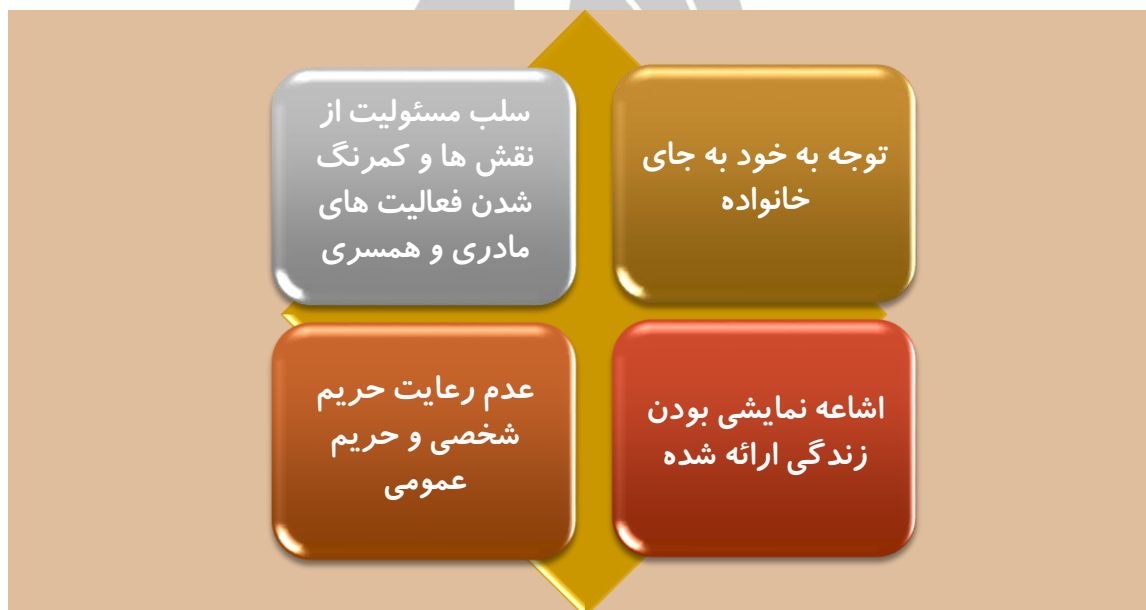 توجه به خود به جای
خانواده
سلب مسئولیت از
نقش ها و کمرنگ
شدن فعالیت های
مادری و همسری
اشاعه نمایشی بودن
زندگی ارائه شده
عدم رعایت حریم
شخصی و حریم
عمومی